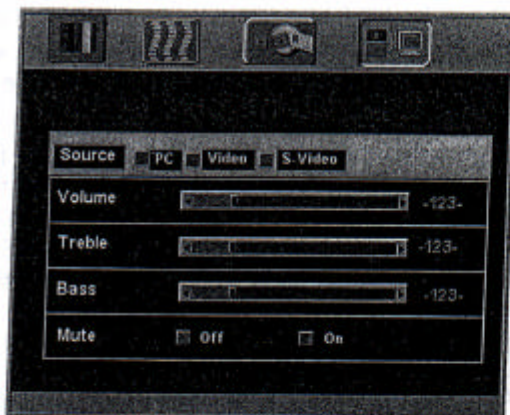 Source PC Video S-Video
Volume -123-
Treble -123-
Bass -123-
Mute Off On